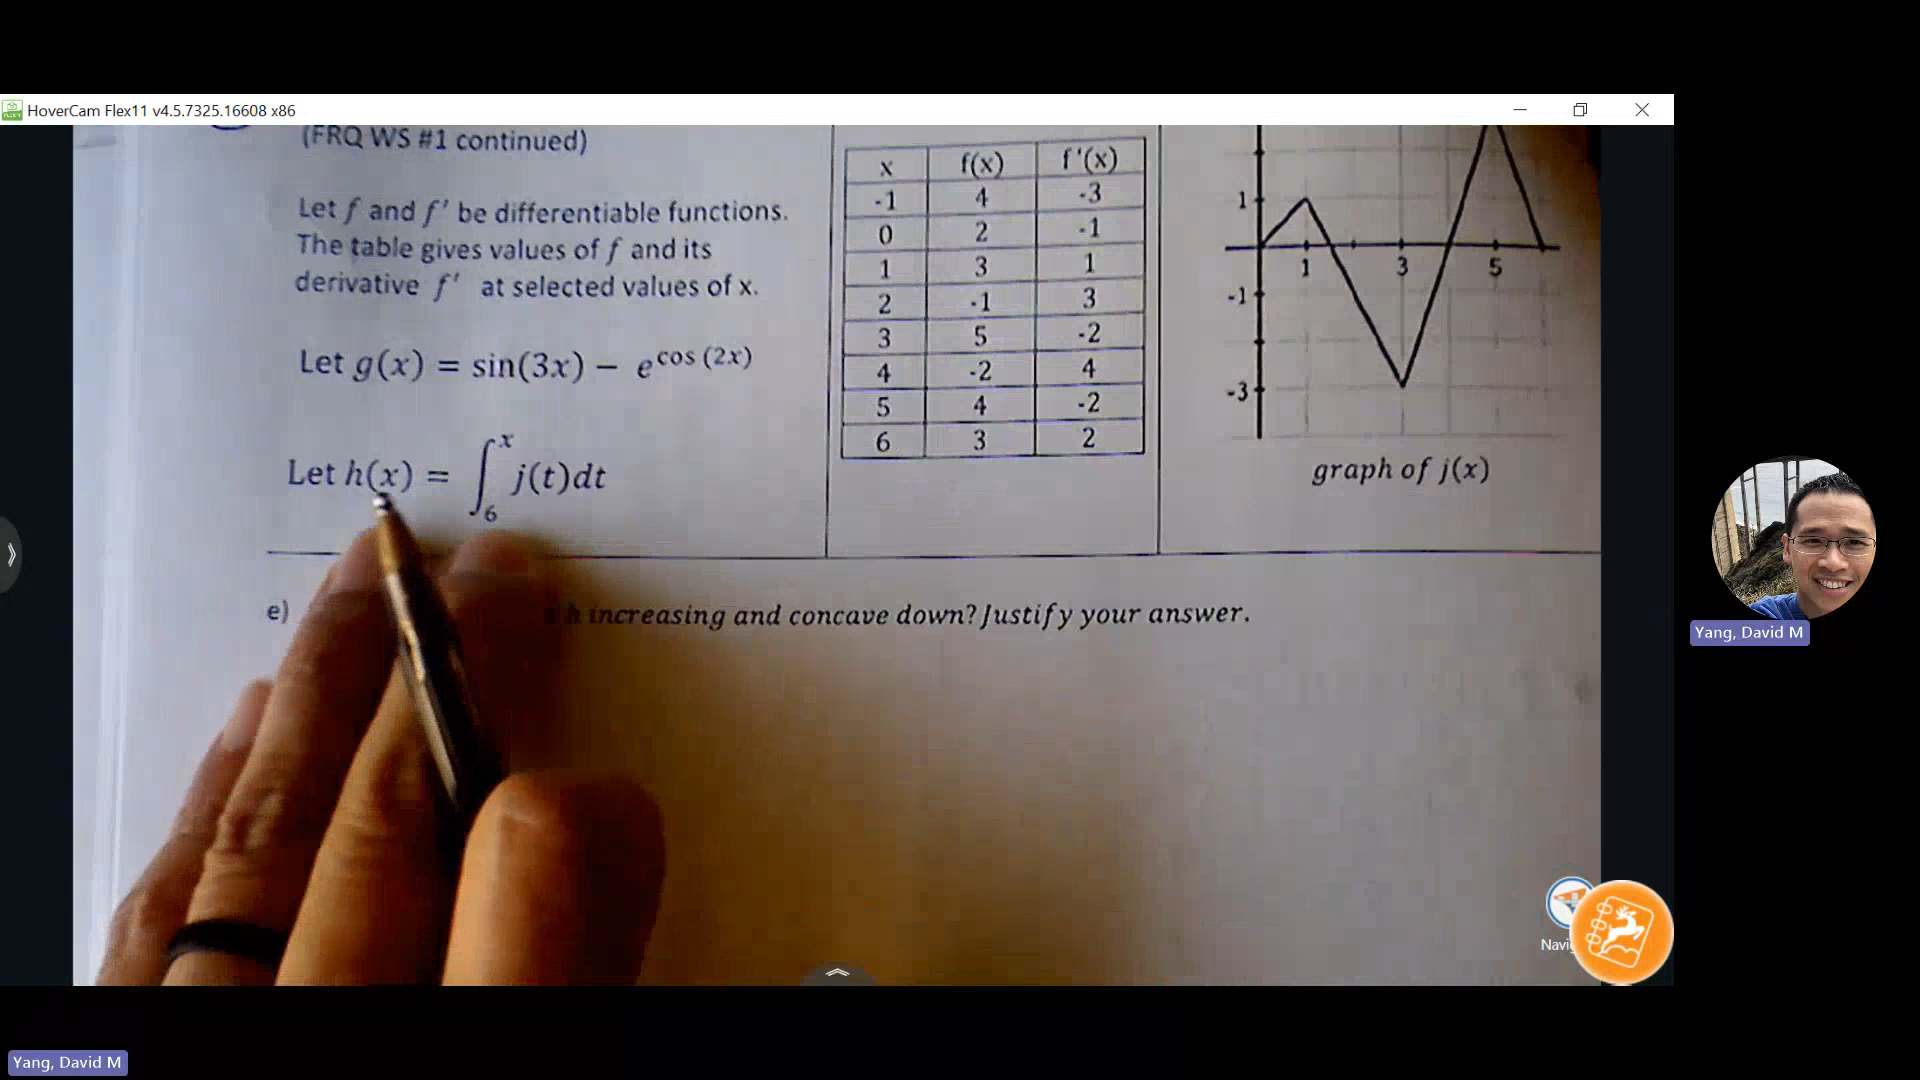 HoverCam Flex11 v4.5.7325.16608 x86
(FRQ WS #1 continued)
Let f and f' be differentiable functions.
The table gives values of f and its
derivative f' at selected values of x.
Let g(x) = sin(3x) − e^cos (2x)
Let h(x) = ∫_6^x j(t)dt
x f(x) f'(x)
-1 4 -3
0 2 -1
1 3 1
2 -1 3
3 5 -2
4 -2 4
5 4 -2
6 3 2
1
1 3 5
-1
-3
graph of j(x)
e) h increasing and concave down? Justify your answer.
Yang, David M
Yang, David M